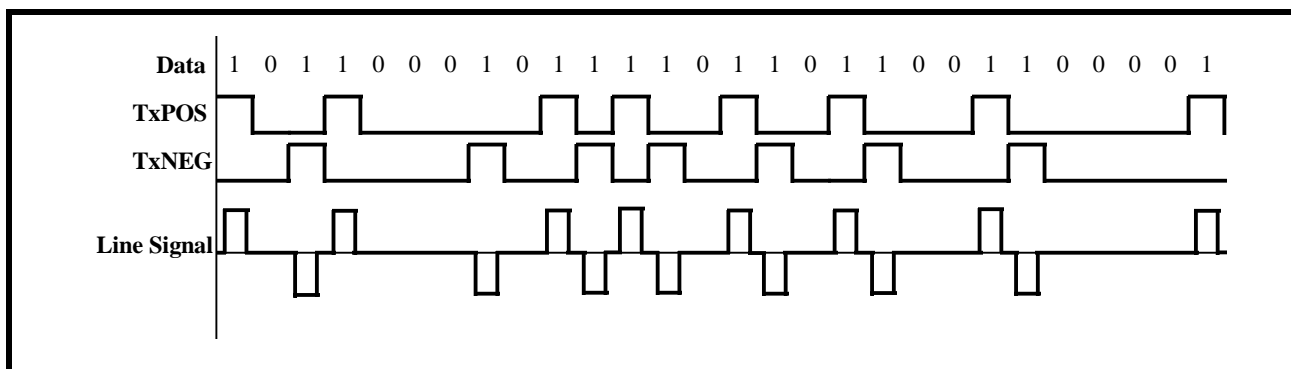 Data 1 0 1 1 0 0 0 1 0 1 1 1 1 0 1 1 0 1 1 0 0 1 1 0 0 0 0 1
TxPOS
TxNEG
Line Signal